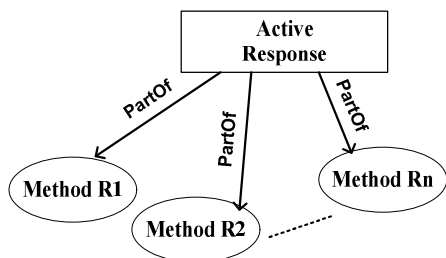 Active
Response
PartOf
PartOf
PartOf
Method R1
Method R2
Method Rn